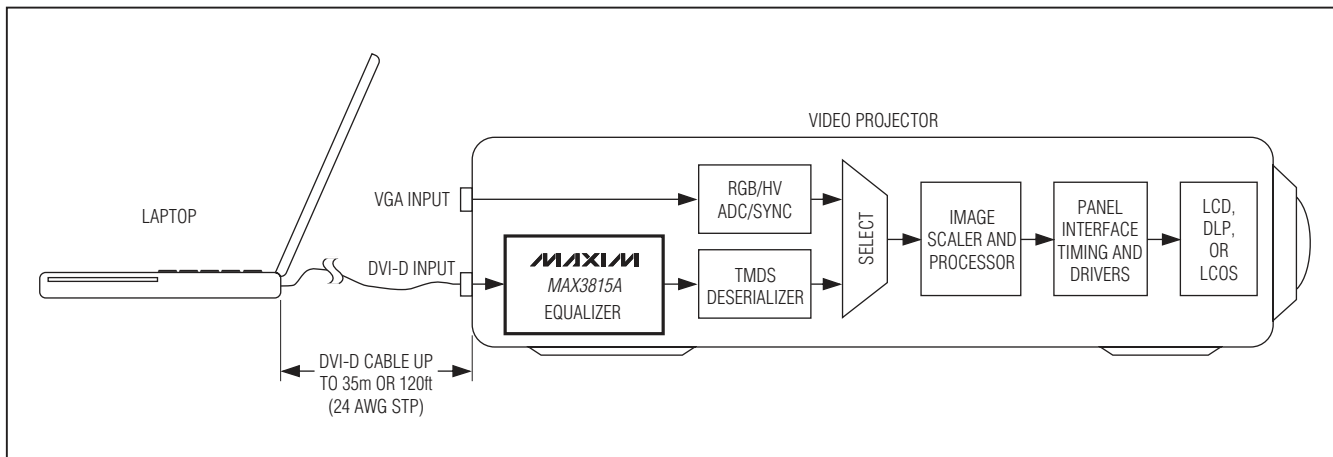 VIDEO PROJECTOR
LAPTOP
VGA INPUT
RGB/HV
ADC/SYNC
DVI-D INPUT
MAXIM
MAX3815A
EQUALIZER
TMDS
DESERIALIZER
SELECT
IMAGE
SCALER AND
PROCESSOR
PANEL
INTERFACE
TIMING AND
DRIVERS
LCD,
DLP,
OR
LCOS
DVI-D CABLE UP
TO 35m OR 120ft
(24 AWG STP)